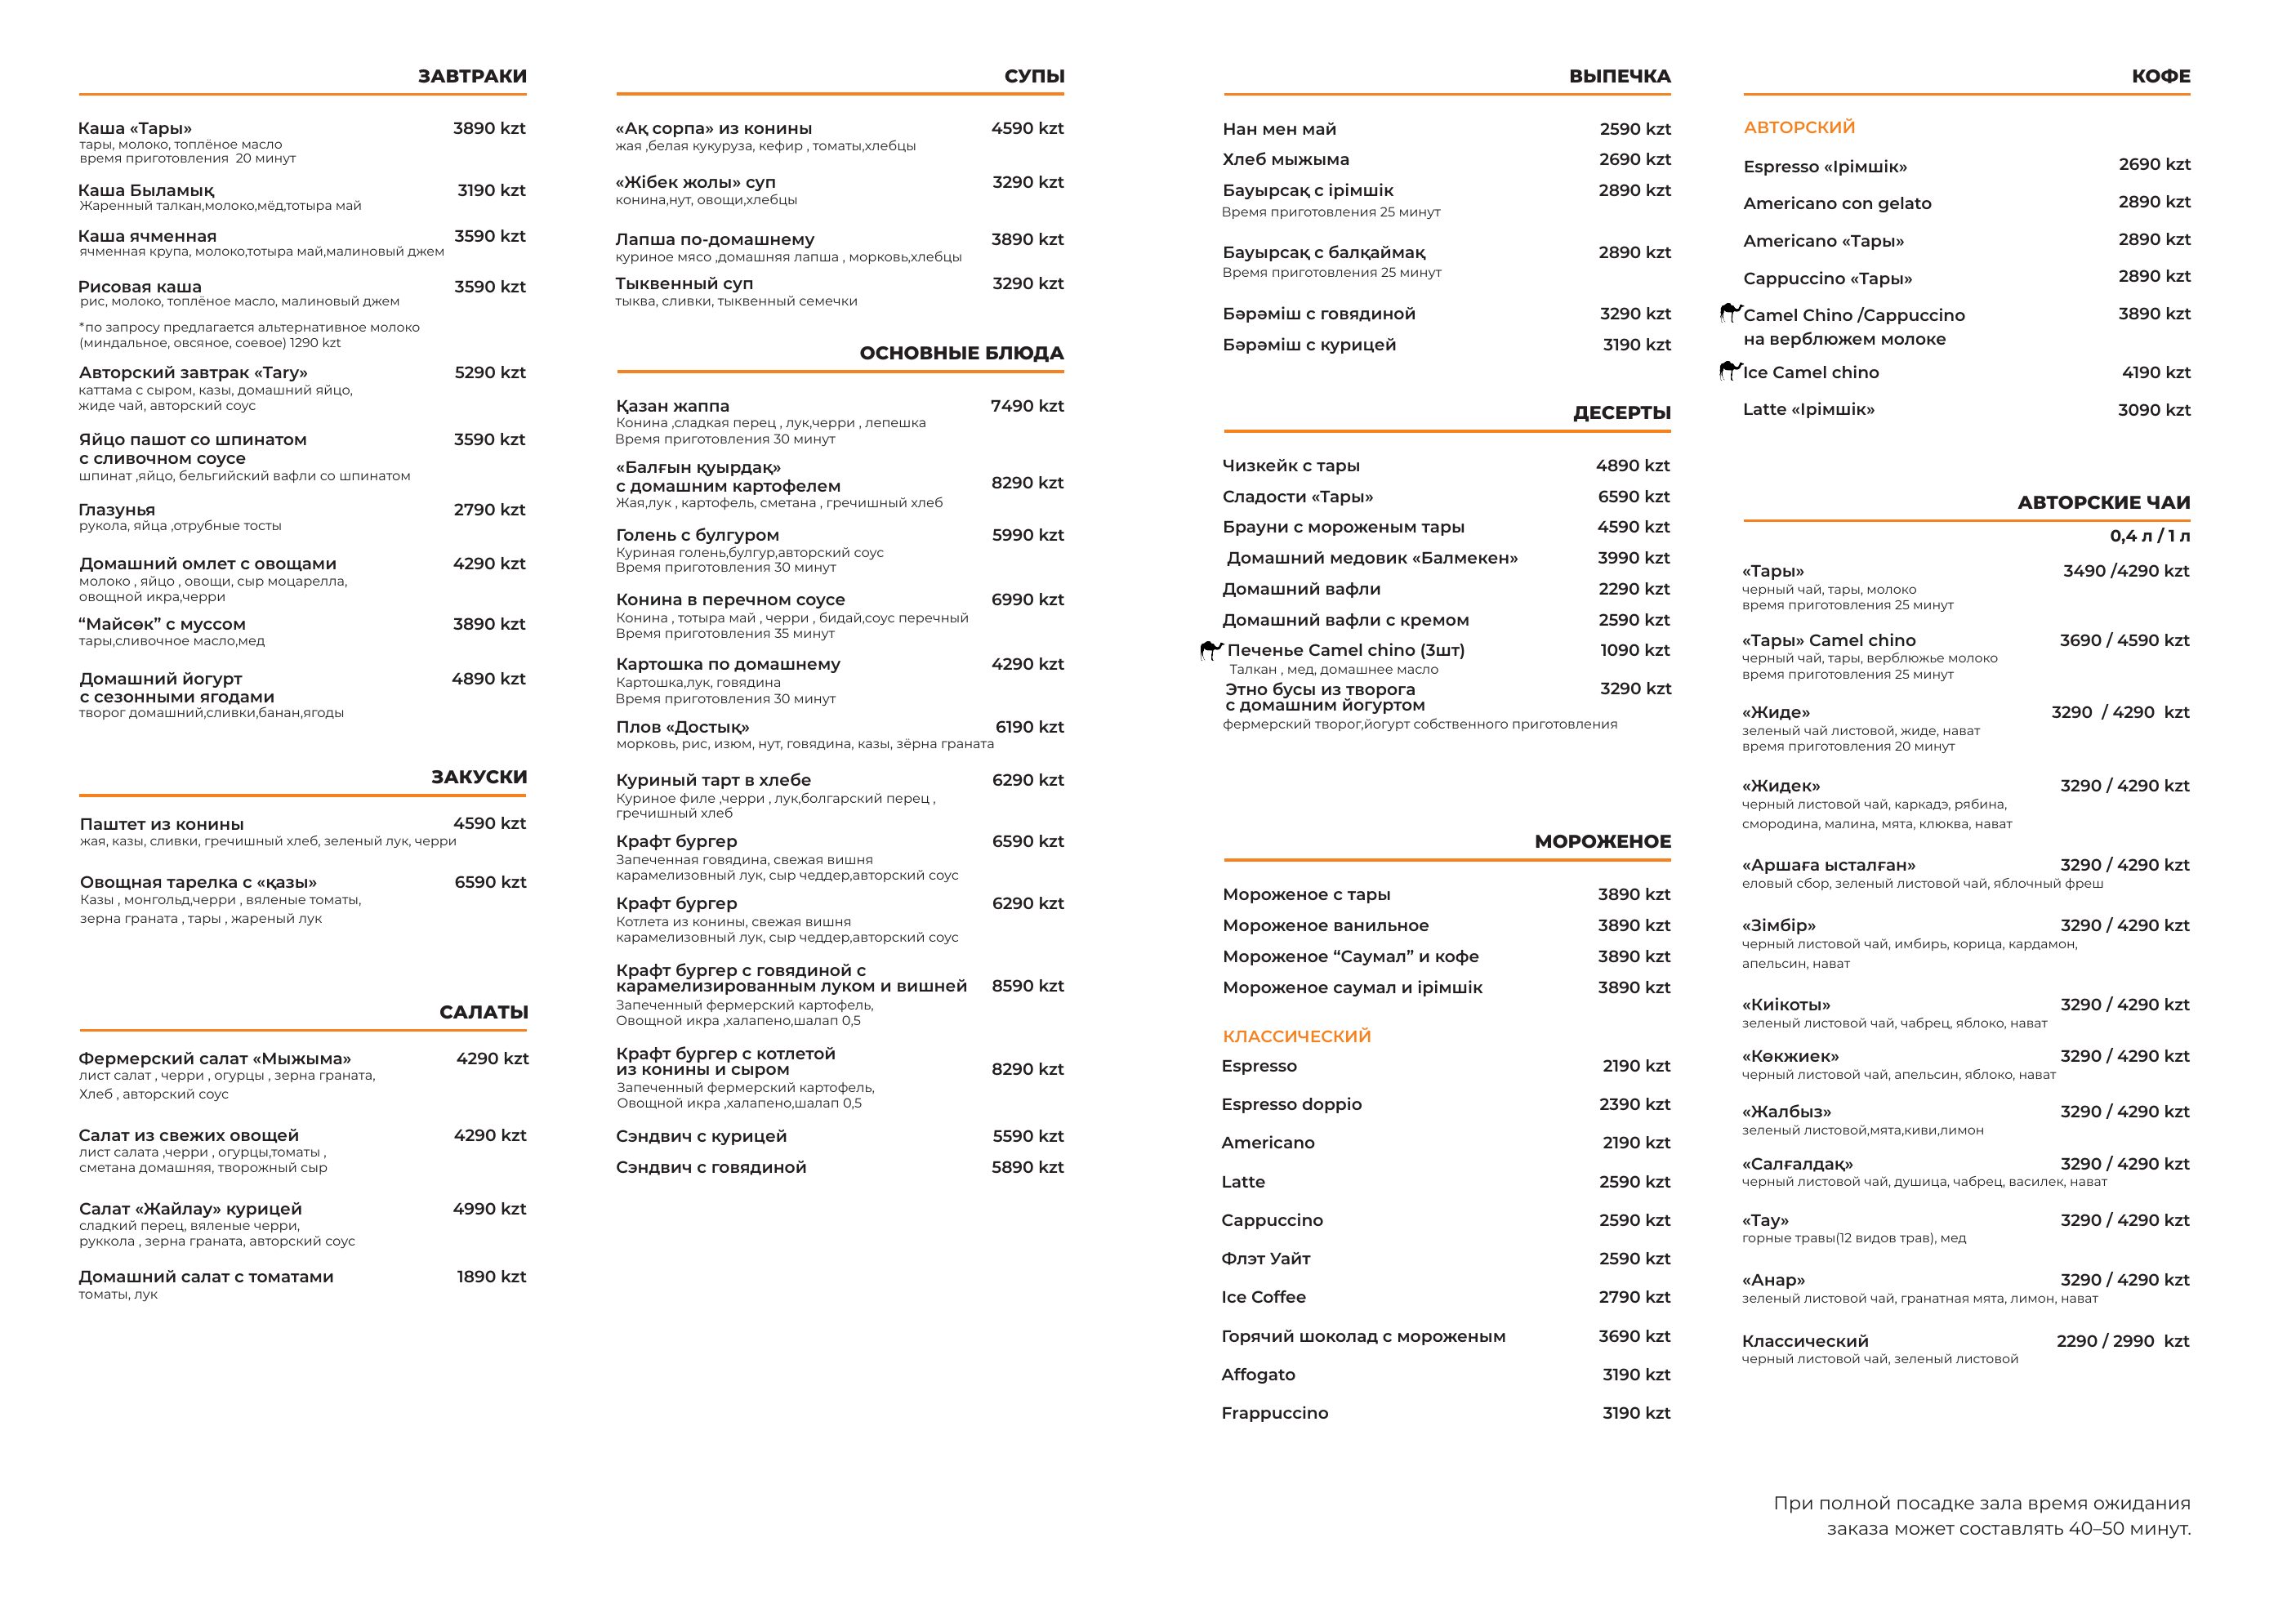 ЗАВТРАКИ
Каша «Тары» 3890 kzt
тары, молоко, топлёное масло
время приготовления 20 минут
Каша Быламық 3190 kzt
Жаренный талкан,молоко,мёд,тотыра май
Каша ячменная 3590 kzt
ячменная крупа, молоко,тотыра май,малиновый джем
Рисовая каша 3590 kzt
рис, молоко, топлёное масло, малиновый джем
*по запросу предлагается альтернативное молоко
(миндальное, овсяное, соевое) 1290 kzt
Авторский завтрак «Tary» 5290 kzt
каттама с сыром, казы, домашний яйцо,
жиде чай, авторский соус
Яйцо пашот со шпинатом 3590 kzt
с сливочном соусе
шпинат ,яйцо, бельгийский вафли со шпинатом
Глазунья 2790 kzt
рукола, яйца ,отрубные тосты
Домашний омлет с овощами 4290 kzt
молоко , яйцо , овощи, сыр моцарелла,
овощной икра,черри
“Майсөк” с муссом 3890 kzt
тары,сливочное масло,мед
Домашний йогурт 4890 kzt
с сезонными ягодами
творог домашний,сливки,банан,ягоды
ЗАКУСКИ
Паштет из конины 4590 kzt
жая, казы, сливки, гречишный хлеб, зеленый лук, черри
Овощная тарелка с «қазы» 6590 kzt
Казы , монгольд,черри , вяленые томаты,
зерна граната , тары , жареный лук
САЛАТЫ
Фермерский салат «Мыжыма» 4290 kzt
лист салат , черри , огурцы , зерна граната,
Хлеб , авторский соус
Салат из свежих овощей 4290 kzt
лист салата ,черри , огурцы,томаты ,
сметана домашняя, творожный сыр
Салат «Жайлау» курицей 4990 kzt
сладкий перец, вяленые черри,
руккола , зерна граната, авторский соус
Домашний салат с томатами 1890 kzt
томаты, лук
СУПЫ
«Ақ сорпа» из конины 4590 kzt
жая ,белая кукуруза, кефир , томаты,хлебцы
«Жібек жолы» суп 3290 kzt
конина,нут, овощи,хлебцы
Лапша по-домашнему 3890 kzt
куриное мясо ,домашняя лапша , морковь,хлебцы
Тыквенный суп 3290 kzt
тыква, сливки, тыквенный семечки
ОСНОВНЫЕ БЛЮДА
Қазан жаппа 7490 kzt
Конина ,сладкая перец , лук,черри , лепешка
Время приготовления 30 минут
«Балғын қуырдақ»
с домашним картофелем 8290 kzt
Жая,лук , картофель, сметана , гречишный хлеб
Голень с булгуром 5990 kzt
Куриная голень,булгур,авторский соус
Время приготовления 30 минут
Конина в перечном соусе 6990 kzt
Конина , тотыра май , черри , бидай,соус перечный
Время приготовления 35 минут
Картошка по домашнему 4290 kzt
Картошка,лук, говядина
Время приготовления 30 минут
Плов «Достық» 6190 kzt
морковь, рис, изюм, нут, говядина, казы, зёрна граната
Куриный тарт в хлебе 6290 kzt
Куриное филе ,черри , лук,болгарский перец ,
гречишный хлеб
Крафт бургер 6590 kzt
Запеченная говядина, свежая вишня
карамелизовный лук, сыр чеддер,авторский соус
Крафт бургер 6290 kzt
Котлета из конины, свежая вишня
карамелизовный лук, сыр чеддер,авторский соус
Крафт бургер с говядиной с
карамелизированным луком и вишней 8590 kzt
Запеченный фермерский картофель,
Овощной икра ,халапено,шалап 0,5
Крафт бургер с котлетой
из конины и сыром 8290 kzt
Запеченный фермерский картофель,
Овощной икра ,халапено,шалап 0,5
Сэндвич с курицей 5590 kzt
Сэндвич с говядиной 5890 kzt
ВЫПЕЧКА
Нан мен май 2590 kzt
Хлеб мыжыма 2690 kzt
Бауырсақ с ірімшік 2890 kzt
Время приготовления 25 минут
Бауырсақ с балқаймақ 2890 kzt
Время приготовления 25 минут
Бәрәміш с говядиной 3290 kzt
Бәрәміш с курицей 3190 kzt
ДЕСЕРТЫ
Чизкейк с тары 4890 kzt
Сладости «Тары» 6590 kzt
Брауни с мороженым тары 4590 kzt
Домашний медовик «Балмекен» 3990 kzt
Домашний вафли 2290 kzt
Домашний вафли с кремом 2590 kzt
Печенье Camel chino (3шт) 1090 kzt
Талкан , мед, домашнее масло
Этно бусы из творога 3290 kzt
с домашним йогуртом
фермерский творог,йогурт собственного приготовления
МОРОЖЕНОЕ
Мороженое с тары 3890 kzt
Мороженое ванильное 3890 kzt
Мороженое “Саумал” и кофе 3890 kzt
Мороженое саумал и ірімшік 3890 kzt
КЛАССИЧЕСКИЙ
Espresso 2190 kzt
Espresso doppio 2390 kzt
Americano 2190 kzt
Latte 2590 kzt
Cappuccino 2590 kzt
Флэт Уайт 2590 kzt
Ice Coffee 2790 kzt
Горячий шоколад с мороженым 3690 kzt
Affogato 3190 kzt
Frappuccino 3190 kzt
КОФЕ
АВТОРСКИЙ
Espresso «Ірімшік» 2690 kzt
Americano con gelato 2890 kzt
Americano «Тары» 2890 kzt
Cappuccino «Тары» 2890 kzt
Camel Chino /Cappuccino 3890 kzt
на верблюжем молоке
Ice Camel chino 4190 kzt
Latte «Ірімшік» 3090 kzt
АВТОРСКИЕ ЧАИ
0,4 л / 1 л
«Тары» 3490 /4290 kzt
черный чай, тары, молоко
время приготовления 25 минут
«Тары» Camel chino 3690 / 4590 kzt
черный чай, тары, верблюжье молоко
время приготовления 25 минут
«Жиде» 3290 / 4290 kzt
зеленый чай листовой, жиде, нават
время приготовления 20 минут
«Жидек» 3290 / 4290 kzt
черный листовой чай, каркадэ, рябина,
смородина, малина, мята, клюква, нават
«Аршаға ысталған» 3290 / 4290 kzt
еловый сбор, зеленый листовой чай, яблочный фреш
«Зімбір» 3290 / 4290 kzt
черный листовой чай, имбирь, корица, кардамон,
апельсин, нават
«Киікоты» 3290 / 4290 kzt
зеленый листовой чай, чабрец, яблоко, нават
«Көкжиек» 3290 / 4290 kzt
черный листовой чай, апельсин, яблоко, нават
«Жалбыз» 3290 / 4290 kzt
зеленый листовой,мята,киви,лимон
«Салғалдақ» 3290 / 4290 kzt
черный листовой чай, душица, чабрец, василек, нават
«Тау» 3290 / 4290 kzt
горные травы(12 видов трав), мед
«Анар» 3290 / 4290 kzt
зеленый листовой чай, гранатная мята, лимон, нават
Классический 2290 / 2990 kzt
черный листовой чай, зеленый листовой
При полной посадке зала время ожидания
заказа может составлять 40–50 минут.